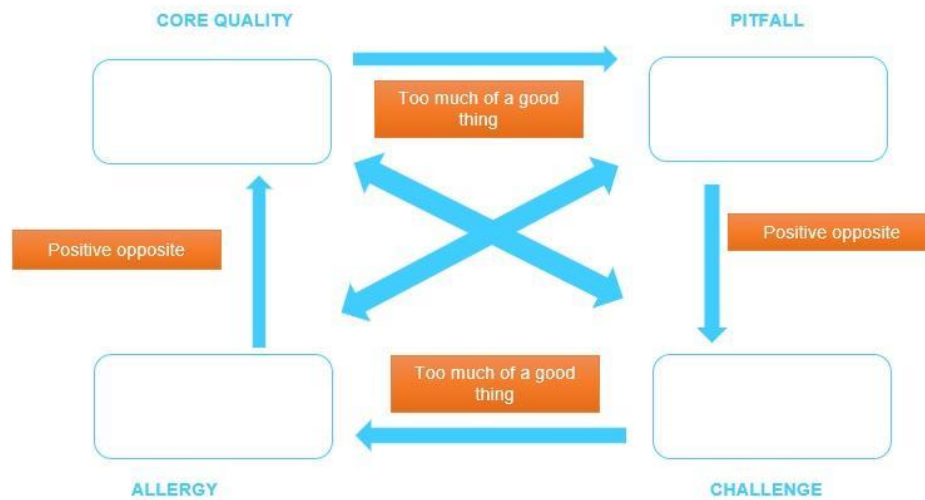 CORE QUALITY
PITFALL
Too much of a good
thing
Positive opposite
Positive opposite
Too much of a good
thing
ALLERGY
CHALLENGE